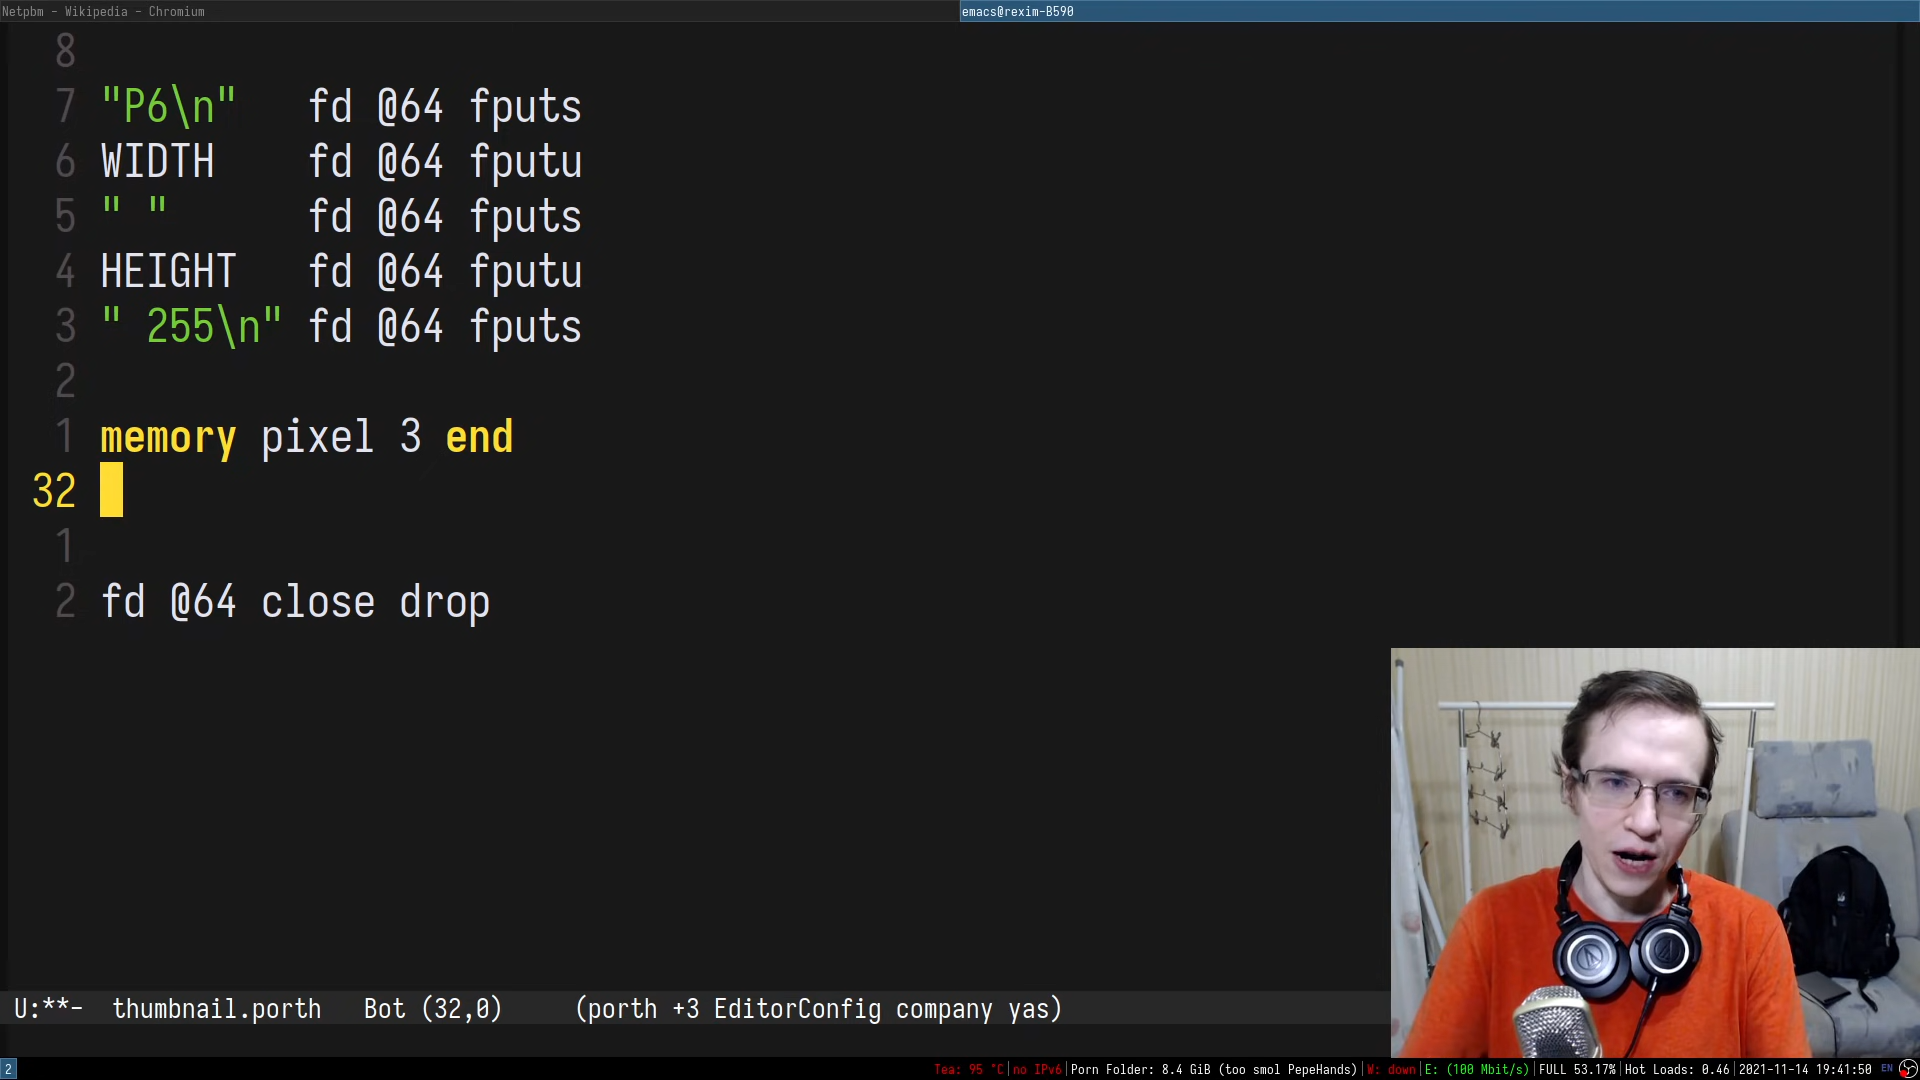 Netpbm - Wikipedia - Chromium
emacs@rexim-B590
8
7 "P6\n" fd @64 fputs
6 WIDTH fd @64 fputu
5 " " fd @64 fputs
4 HEIGHT fd @64 fputu
3 " 255\n" fd @64 fputs
2
1 memory pixel 3 end
32
1
2 fd @64 close drop
U:**- thumbnail.porth Bot (32,0) (porth +3 EditorConfig company yas)
2 Tea: 95 °C|no IPv6|Porn Folder: 8.4 GiB (too smol PepeHands)|W: down|E: (100 Mbit/s)|FULL 53.17%|Hot Loads: 0.46|2021-11-14 19:41:50 EN